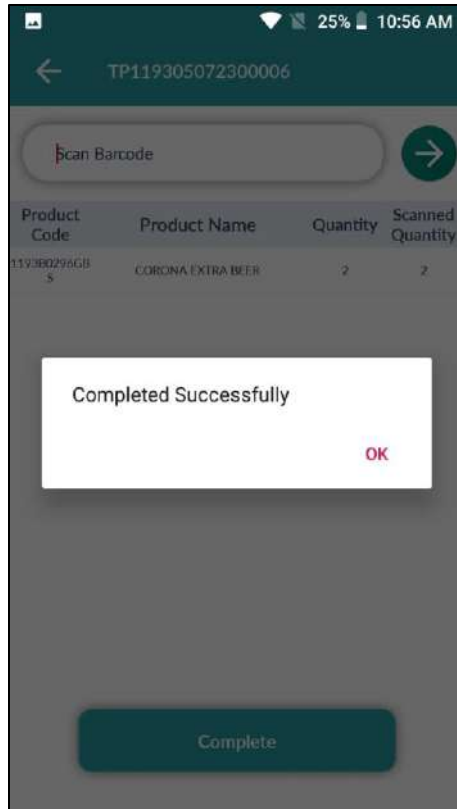 25% 10:56 AM
TP119305072300006
Scan Barcode
Product Code Product Name Quantity Scanned Quantity
1193B0296GBS CORONA EXTRA BEER 2 2
Completed Successfully
OK
Complete